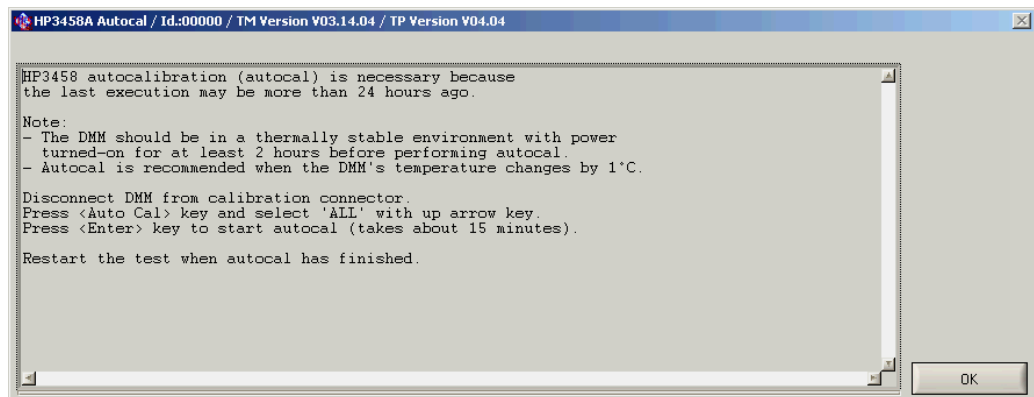 HP3458A Autocal / Id.:00000 / TM Version V03.14.04 / TP Version V04.04
HP3458 autocalibration (autocal) is necessary because
the last execution may be more than 24 hours ago.
Note:
- The DMM should be in a thermally stable environment with power
turned-on for at least 2 hours before performing autocal.
- Autocal is recommended when the DMM's temperature changes by 1°C.
Disconnect DMM from calibration connector.
Press <Auto Cal> key and select 'ALL' with up arrow key.
Press <Enter> key to start autocal (takes about 15 minutes).
Restart the test when autocal has finished.
OK